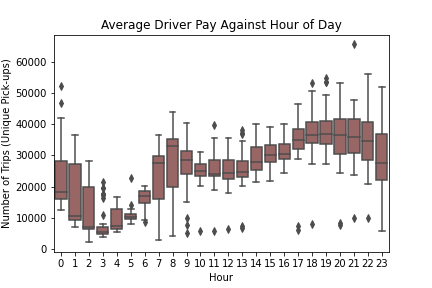 Average Driver Pay Against Hour of Day
Number of Trips (Unique Pick-ups)
60000
50000
40000
30000
20000
10000
0
0 1 2 3 4 5 6 7 8 9 10 11 12 13 14 15 16 17 18 19 20 21 22 23
Hour